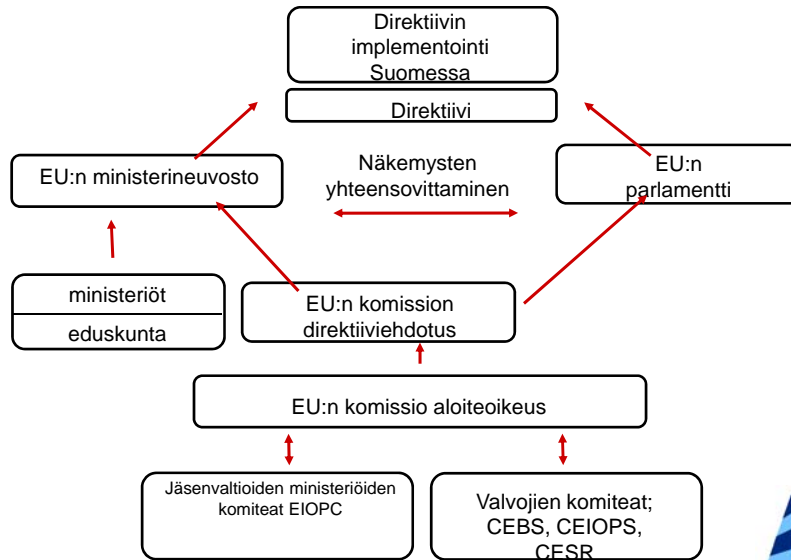 Direktiivin
implementointi
Suomessa
Direktiivi
EU:n ministerineuvosto
Näkemysten
yhteensovittaminen
EU:n
parlamentti
ministeriöt
eduskunta
EU:n komission
direktiiviehdotus
EU:n komissio aloiteoikeus
Jäsenvaltioiden ministeriöiden
komiteat EIOPC
Valvojien komiteat;
CEBS, CEIOPS,
CESR